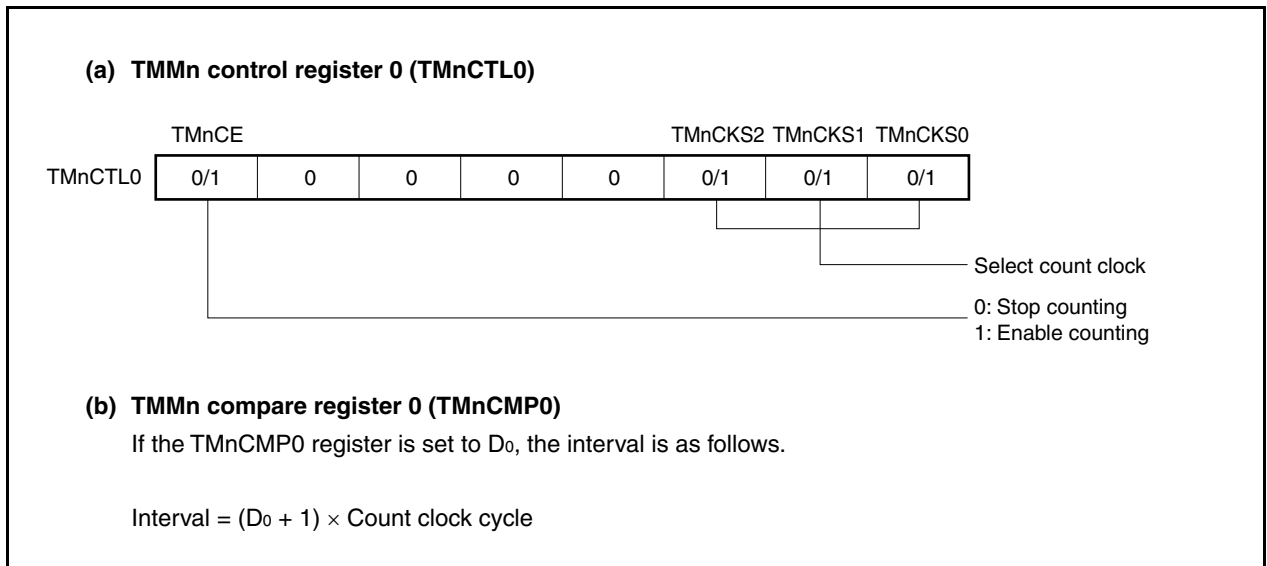 (a) TMMn control register 0 (TMnCTL0)
TMnCE TMnCKS2 TMnCKS1 TMnCKS0
TMnCTL0 0/1 0 0 0 0 0/1 0/1 0/1
Select count clock
0: Stop counting
1: Enable counting
(b) TMMn compare register 0 (TMnCMP0)
If the TMnCMP0 register is set to D0, the interval is as follows.
Interval = (D0 + 1) × Count clock cycle